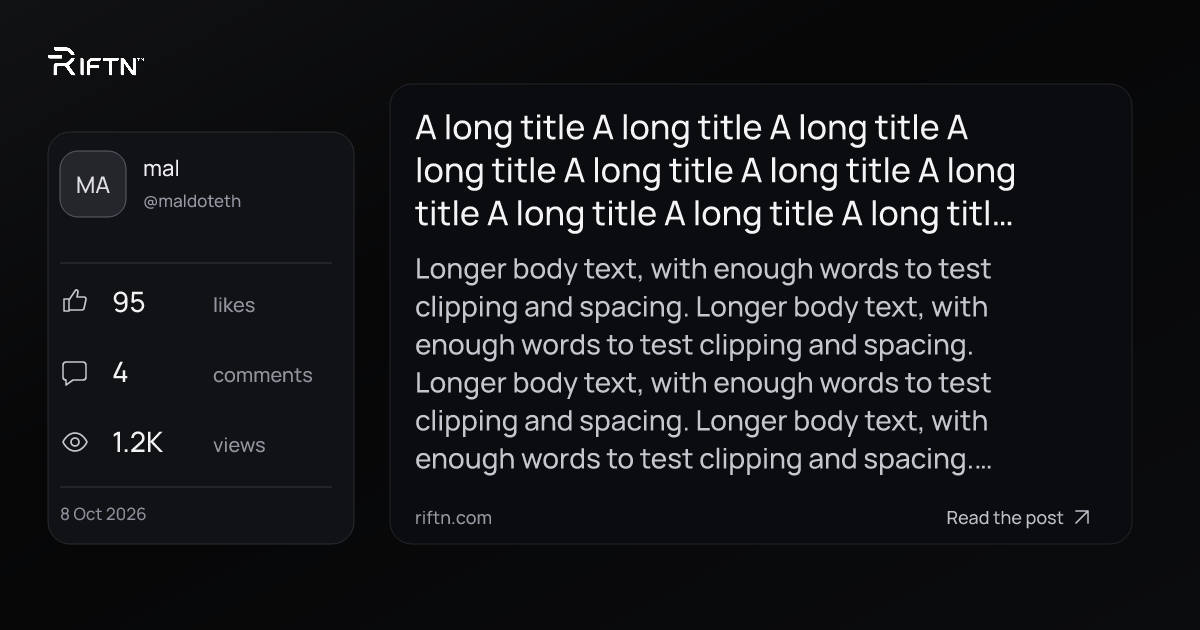 RIFTN™
MA
mal
@maldoteth
95 likes
4 comments
1.2K views
8 Oct 2026
A long title A long title A long title A
long title A long title A long title A long
title A long title A long title A long titl...
Longer body text, with enough words to test
clipping and spacing. Longer body text, with
enough words to test clipping and spacing.
Longer body text, with enough words to test
clipping and spacing. Longer body text, with
enough words to test clipping and spacing....
riftn.com
Read the post